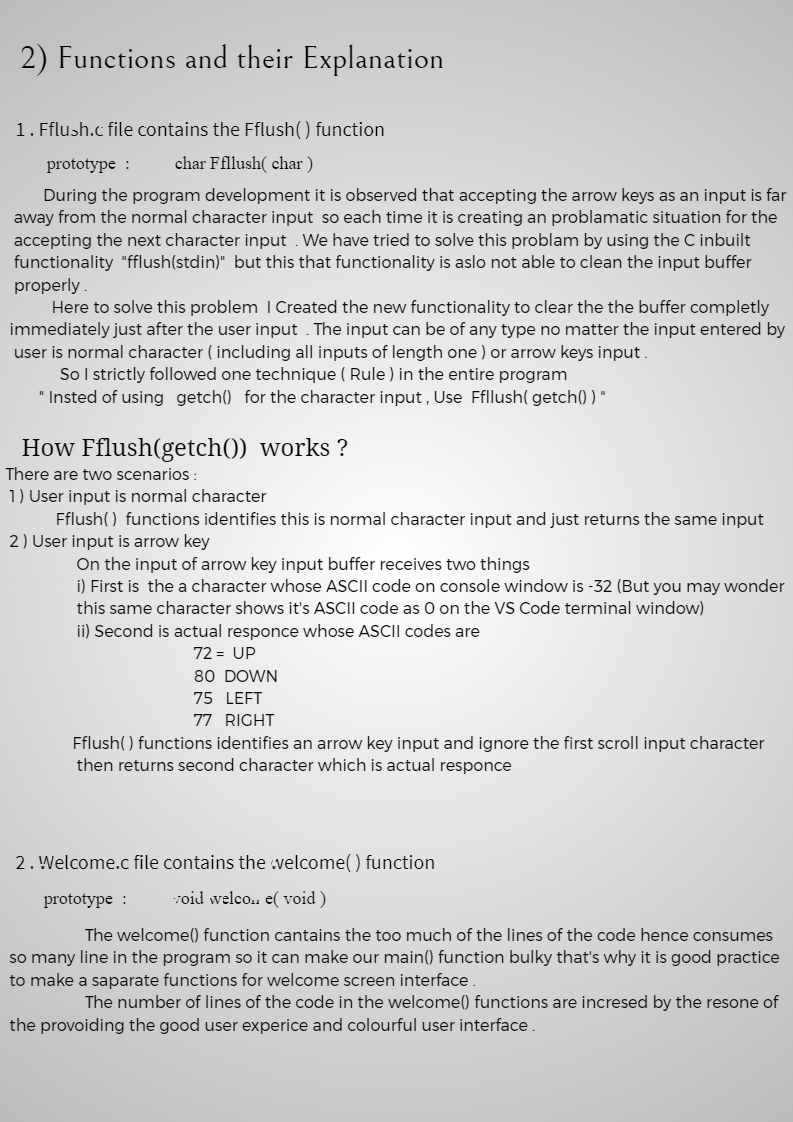 2) Functions and their Explanation
1 . Fflush.c file contains the Fflush( ) function
prototype : char Ffllush( char )
During the program development it is observed that accepting the arrow keys as an input is far
away from the normal character input so each time it is creating an problamatic situation for the
accepting the next character input . We have tried to solve this problam by using the C inbuilt
functionality "fflush(stdin)" but this that functionality is aslo not able to clean the input buffer
properly .
Here to solve this problem I Created the new functionality to clear the the buffer completly
immediately just after the user input . The input can be of any type no matter the input entered by
user is normal character ( including all inputs of length one ) or arrow keys input .
So I strictly followed one technique ( Rule ) in the entire program
" Insted of using getch() for the character input , Use Ffllush( getch() ) "
How Fflush(getch()) works ?
There are two scenarios :
1 ) User input is normal character
Fflush( ) functions identifies this is normal character input and just returns the same input
2 ) User input is arrow key
On the input of arrow key input buffer receives two things
i) First is the a character whose ASCII code on console window is -32 (But you may wonder
this same character shows it's ASCII code as 0 on the VS Code terminal window)
ii) Second is actual responce whose ASCII codes are
72 = UP
80 DOWN
75 LEFT
77 RIGHT
Fflush( ) functions identifies an arrow key input and ignore the first scroll input character
then returns second character which is actual responce
2 . Welcome.c file contains the welcome( ) function
prototype : void welcome( void )
The welcome() function cantains the too much of the lines of the code hence consumes
so many line in the program so it can make our main() function bulky that's why it is good practice
to make a saparate functions for welcome screen interface .
The number of lines of the code in the welcome() functions are incresed by the resone of
the provoiding the good user experice and colourful user interface .